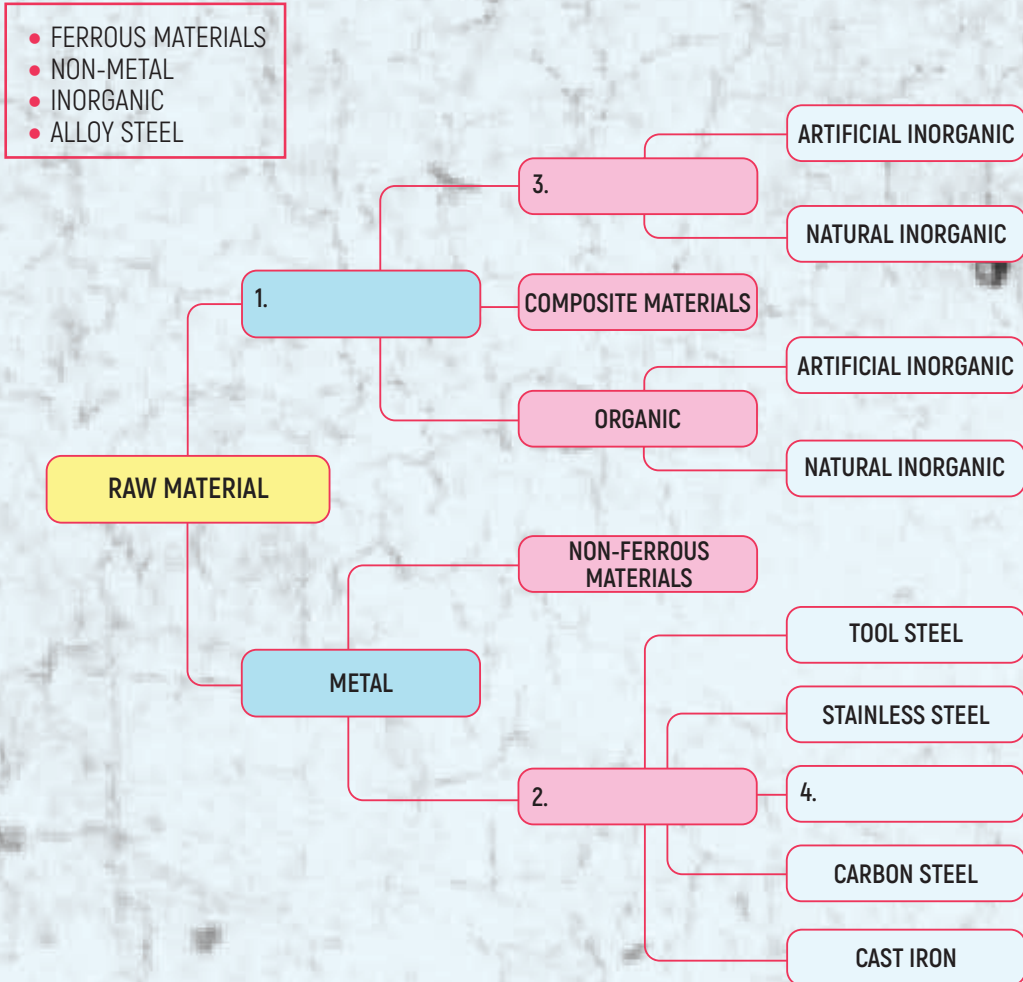 • FERROUS MATERIALS
• NON-METAL
• INORGANIC
• ALLOY STEEL
ARTIFICIAL INORGANIC
3.
NATURAL INORGANIC
1.
COMPOSITE MATERIALS
ARTIFICIAL INORGANIC
ORGANIC
NATURAL INORGANIC
RAW MATERIAL
NON-FERROUS
MATERIALS
TOOL STEEL
METAL
STAINLESS STEEL
2.
4.
CARBON STEEL
CAST IRON